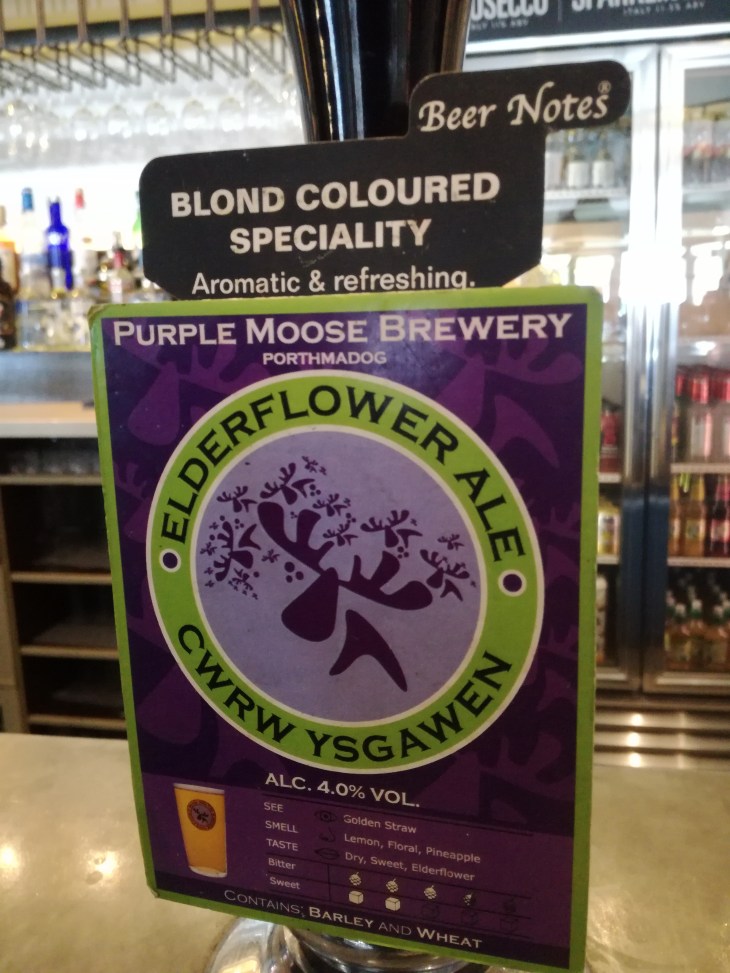 Beer Notes®
BLOND COLOURED
SPECIALITY
Aromatic & refreshing.
PURPLE MOOSE BREWERY
PORTHMADOG
ELDERFLOWER ALE
CWRW YSGAWEN
ALC. 4.0% VOL.
SEE Golden Straw
SMELL Lemon, Floral, Pineapple
TASTE Dry, Sweet, Elderflower
Bitter
Sweet
CONTAINS: BARLEY AND WHEAT